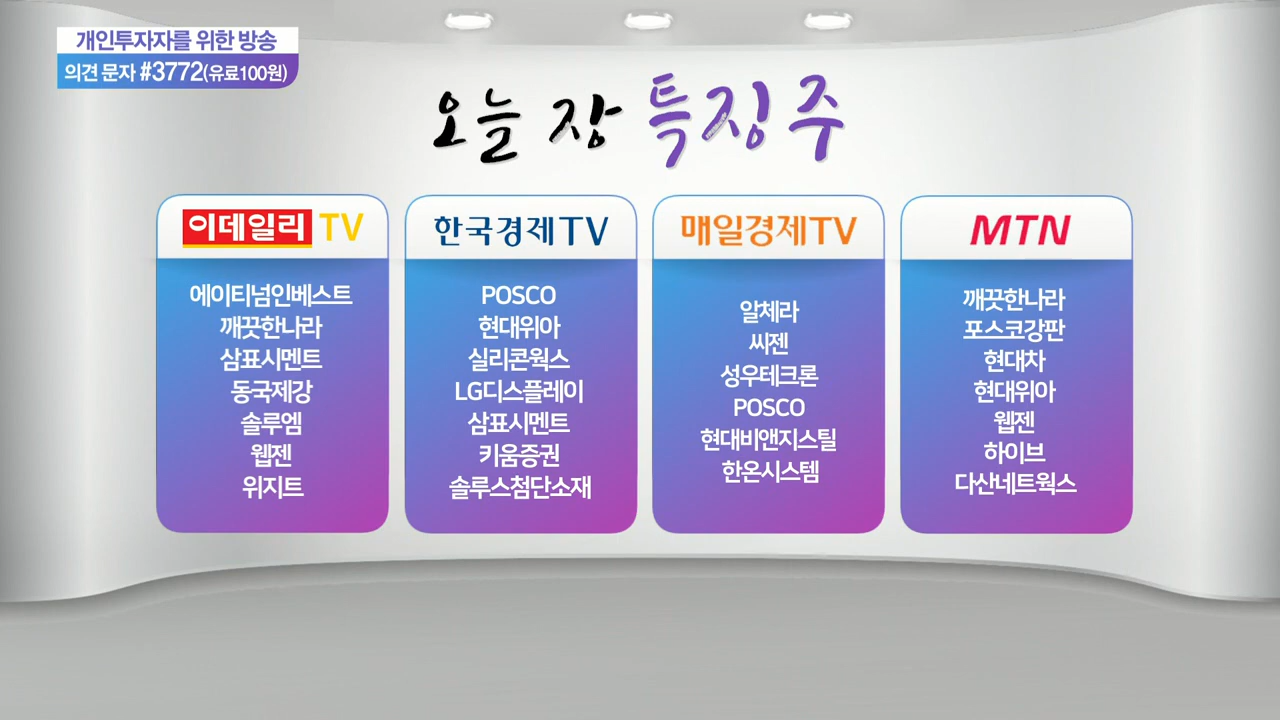 개인투자자를 위한 방송
의견 문자 #3772(유료100원)
오늘 장 특징주
이데일리 TV
에이티넘인베스트
깨끗한나라
삼표시멘트
동국제강
솔루엠
웹젠
위지트
한국경제TV
POSCO
현대위아
실리콘웍스
LG디스플레이
삼표시멘트
키움증권
솔루스첨단소재
매일경제TV
알체라
씨젠
성우테크론
POSCO
현대비앤지스틸
한온시스템
MTN
깨끗한나라
포스코강판
현대차
현대위아
웹젠
하이브
다산네트웍스